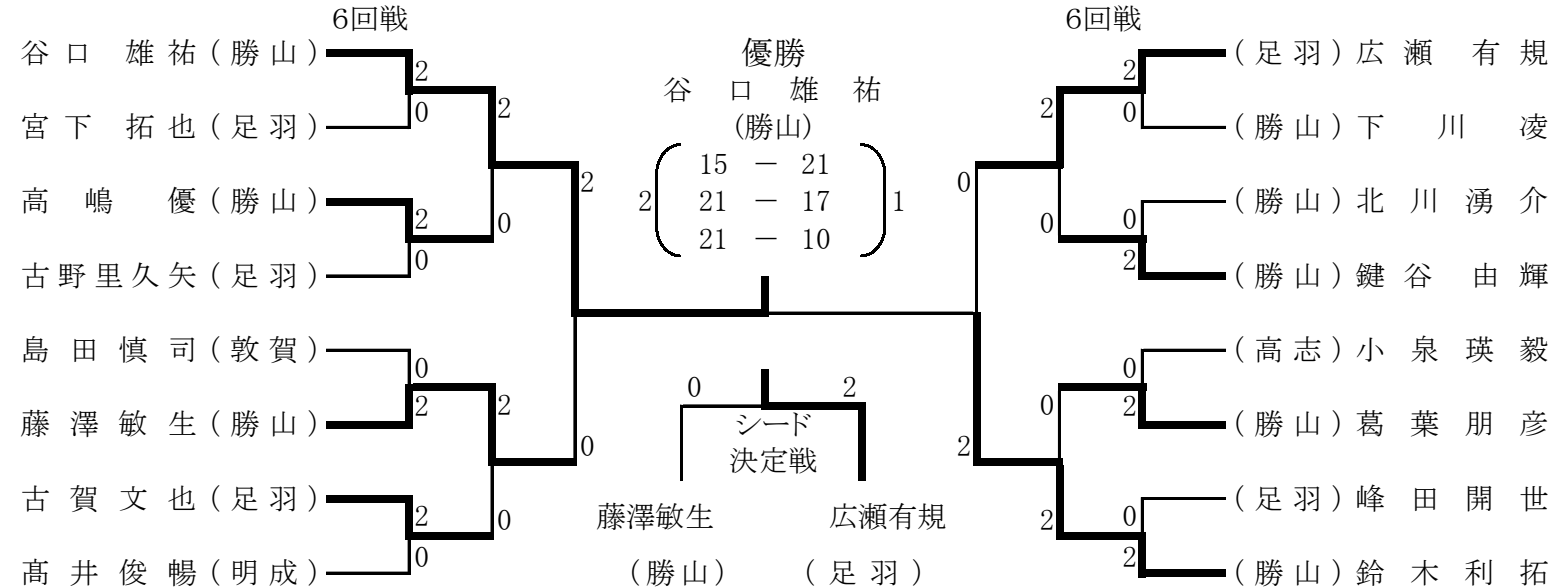 6回戦
6回戦
谷口 雄祐(勝山)
2
0
宮下 拓也(足羽)
2
高嶋 優(勝山)
2
0
古野里久矢(足羽)
0
2
島田慎司(敦賀)
0
2
藤澤敏生(勝山)
2
古賀文也(足羽)
2
0
髙井俊暢(明成)
0
0
優勝
谷口雄祐
(勝山)
15 － 21
2 21 － 17 1
21 － 10
0 2
シード
決定戦
藤澤敏生 広瀬有規
(勝山) (足羽)
(足羽)広瀬 有規
2
0
(勝山)下川 凌
2
(勝山)北川湧介
0
2
(勝山)鍵谷 由輝
0
0
(高志)小泉瑛毅
0
2
(勝山)葛葉朋彦
0
(足羽)峰田開世
0
2
(勝山)鈴木利拓
2
2